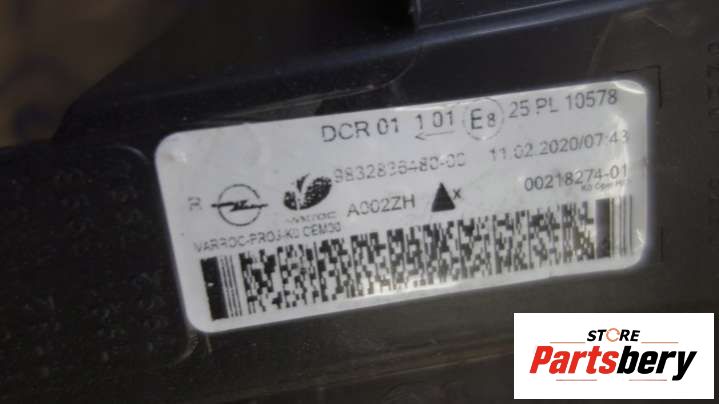 DCR 01 1 01 E8 25 PL 10578
9832836480-00 11.02.2020/07:43
A002ZH X 00218274-01
VARROC-PROJ-K0 CEM00
STORE
Partsbery